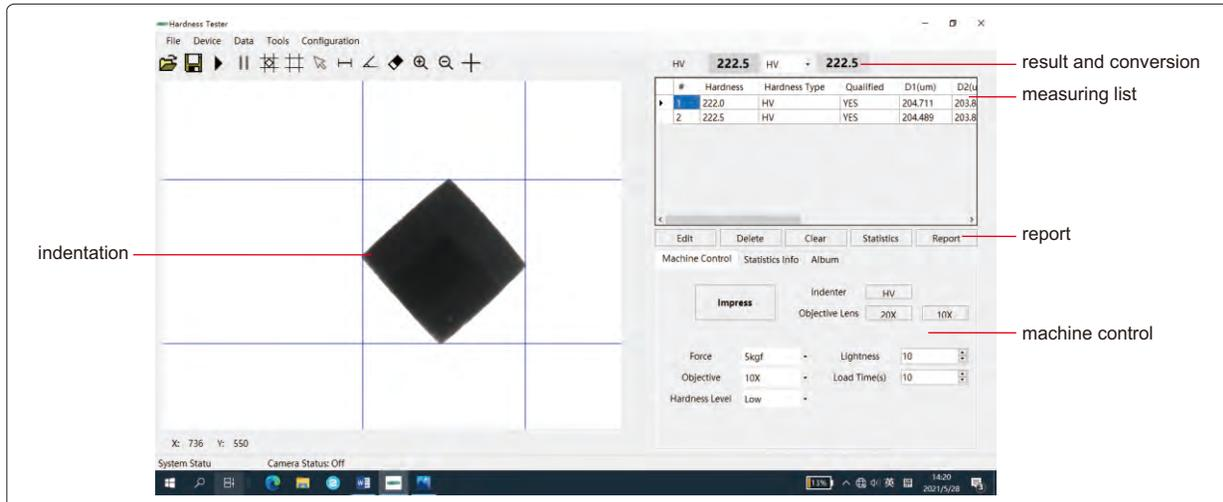 Hardness Tester
File Device Data Tools Configuration
HV 222.5 HV 222.5
result and conversion
# Hardness Hardness Type Qualified D1(um) D2(u
measuring list
1 222.0 HV YES 204.711 203.8
2 222.5 HV YES 204.489 203.8
indentation
Edit Delete Clear Statistics Report
report
Machine Control Statistics Info Album
Impress
Indenter HV
Objective Lens 20X 10X
machine control
Force 5kgf Lightness 10
Objective 10X Load Time(s) 10
Hardness Level Low
X: 736 Y: 550
System Statu Camera Status: Off
13% 英 14:20
2021/5/28